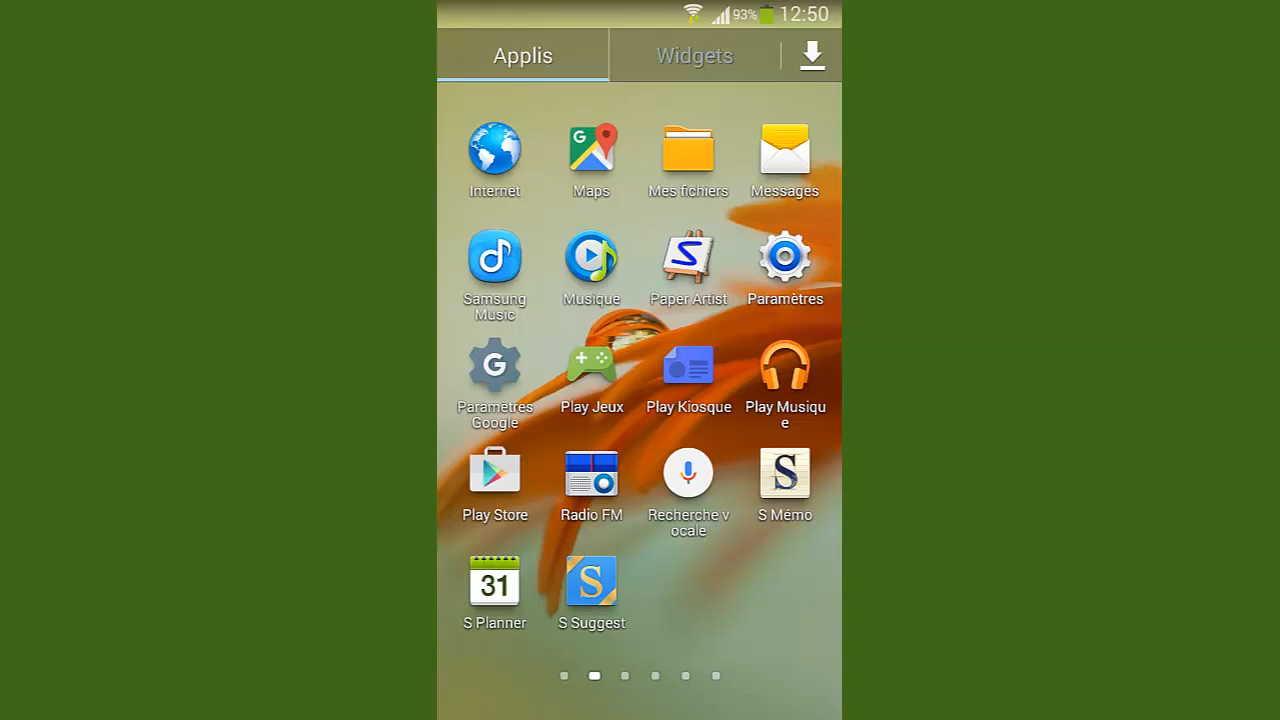 93% 12:50
Applis Widgets
Internet Maps Mes fichiers Messages
Samsung Music Musique Paper Artist Paramètres
Paramètres Google Play Jeux Play Kiosque Play Musiqu
e
Play Store Radio FM Recherche v
ocale S Mémo
31
S Planner S Suggest